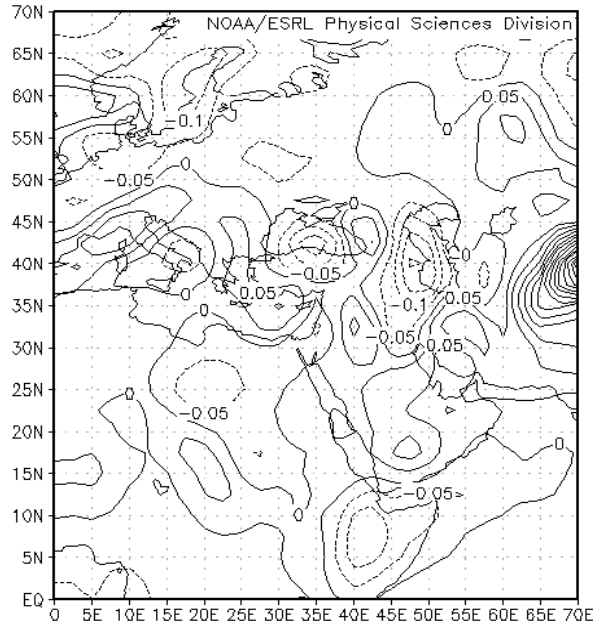 70N NOAA/ESRL Physical Sciences Division
65N
60N 0.05
55N -0.1 0
50N -0.05 0
45N 0
40N -0
-0.05
35N 0 0.05 -0.1 0.05
30N 0 -0.05 0.05
25N 0
20N -0.05
15N 0
10N 0 -0.05
5N
EQ
0 5E 10E 15E 20E 25E 30E 35E 40E 45E 50E 55E 60E 65E 70E